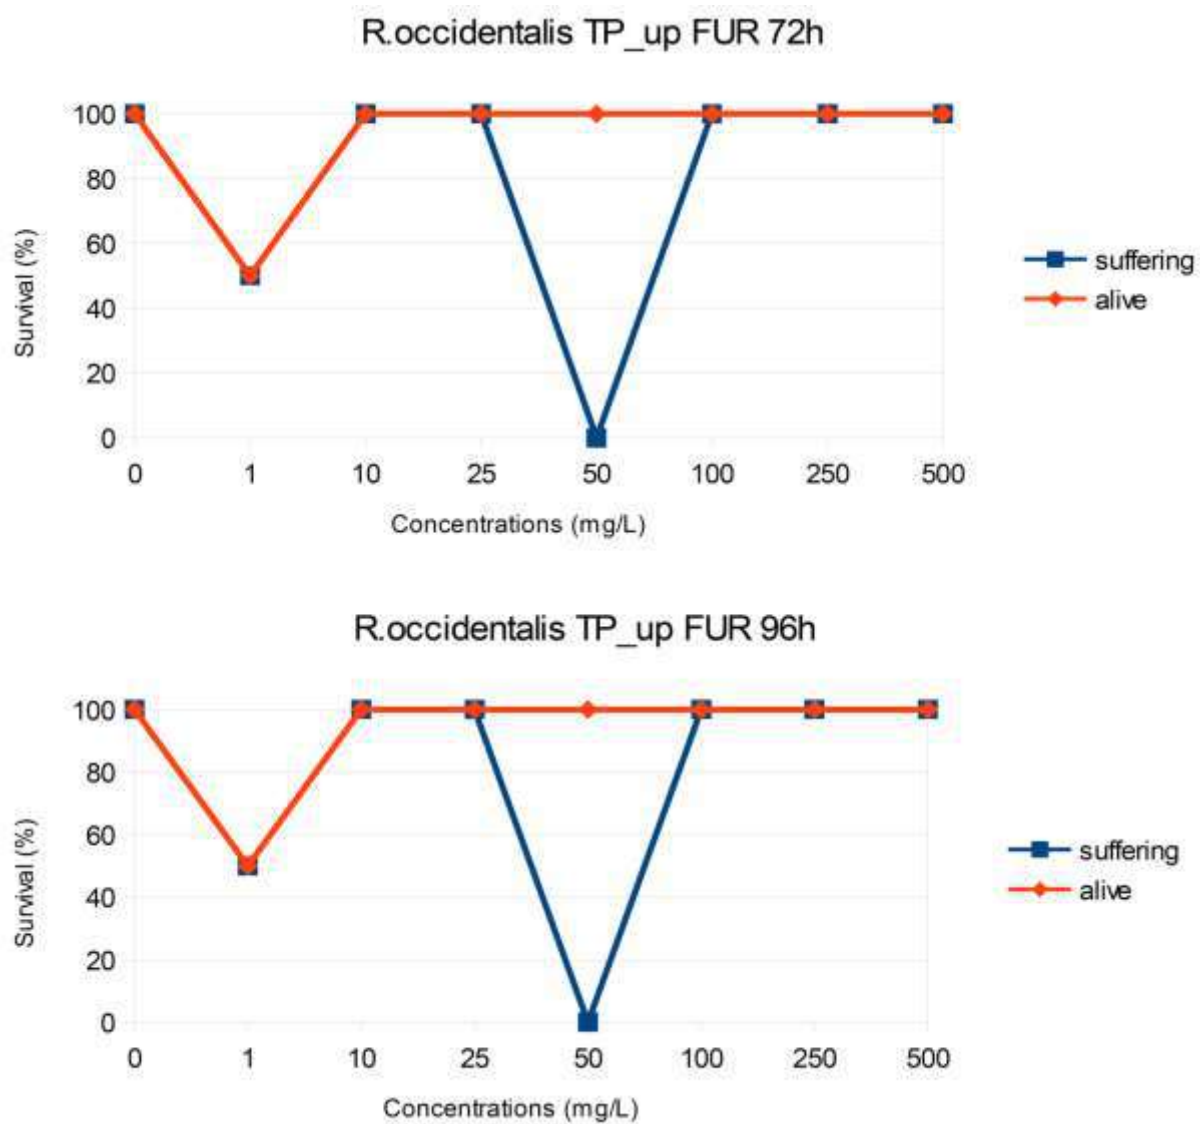 R.occidentalis TP_up FUR 72h
100
80
60
40
20
0
Survival (%)
0 1 10 25 50 100 250 500
Concentrations (mg/L)
suffering
alive
R.occidentalis TP_up FUR 96h
100
80
60
40
20
0
Survival (%)
0 1 10 25 50 100 250 500
Concentrations (mg/L)
suffering
alive